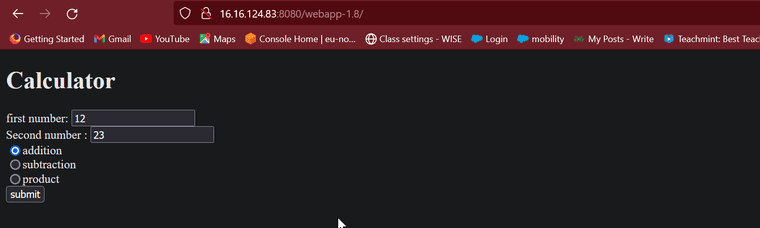 16.16.124.83:8080/webapp-1.8/
Getting Started Gmail YouTube Maps Console Home | eu-no... Class settings - WISE Login mobility My Posts - Write Teachmint: Best Teac
Calculator
first number: 12
Second number : 23
addition
subtraction
product
submit